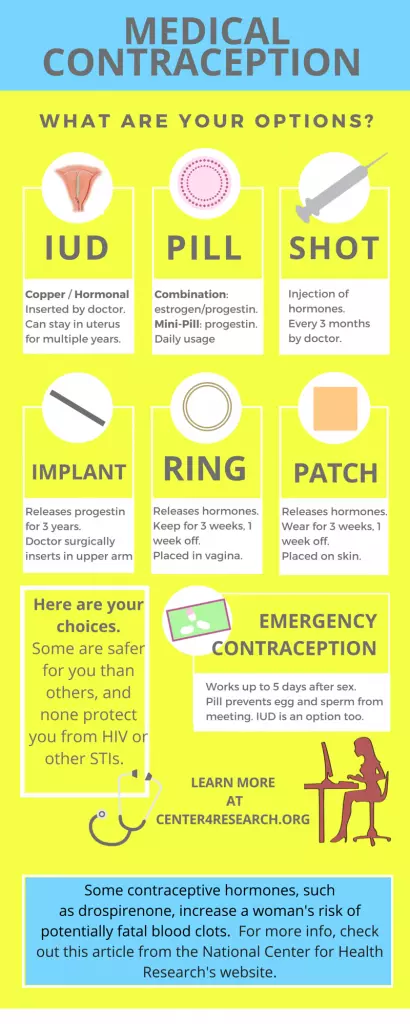 MEDICAL
CONTRACEPTION
WHAT ARE YOUR OPTIONS?
IUD
Copper / Hormonal
Inserted by doctor.
Can stay in uterus
for multiple years.
PILL
Combination:
estrogen/progestin.
Mini-Pill: progestin.
Daily usage
SHOT
Injection of
hormones.
Every 3 months
by doctor.
IMPLANT
Releases progestin
for 3 years.
Doctor surgically
inserts in upper arm
RING
Releases hormones.
Keep for 3 weeks, 1
week off.
Placed in vagina.
PATCH
Releases hormones.
Wear for 3 weeks, 1
week off.
Placed on skin.
Here are your
choices.
Some are safer
for you than
others, and
none protect
you from HIV or
other STIs.
EMERGENCY
CONTRACEPTION
Works up to 5 days after sex.
Pill prevents egg and sperm from
meeting. IUD is an option too.
LEARN MORE
AT
CENTER4RESEARCH.ORG
Some contraceptive hormones, such
as drospirenone, increase a woman's risk of
potentially fatal blood clots. For more info, check
out this article from the National Center for Health
Research's website.